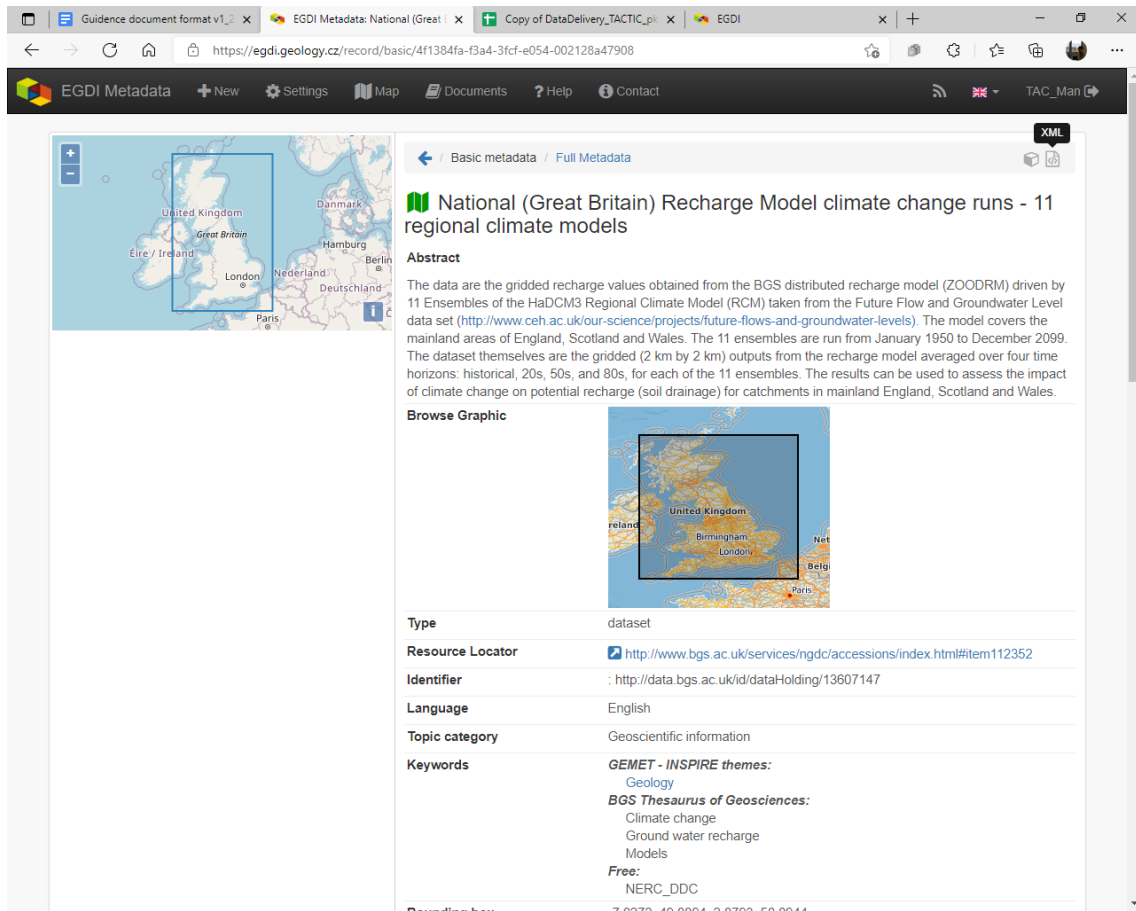 Guidence document format v1_2
EGDI Metadata: National (Great
Copy of DataDelivery_TACTIC_pk
EGDI
https://egdi.geology.cz/record/basic/4f1384fa-f3a4-3fcf-e054-002128a47908
EGDI Metadata
New
Settings
Map
Documents
? Help
Contact
TAC_Man
XML
+
−
United Kingdom
Great Britain
Éire / Ireland
London
Danmark
Hamburg
Berlin
Nederland
Deutschland
Paris
i
/ Basic metadata / Full Metadata
National (Great Britain) Recharge Model climate change runs - 11
regional climate models
Abstract
The data are the gridded recharge values obtained from the BGS distributed recharge model (ZOODRM) driven by
11 Ensembles of the HaDCM3 Regional Climate Model (RCM) taken from the Future Flow and Groundwater Level
data set (http://www.ceh.ac.uk/our-science/projects/future-flows-and-groundwater-levels). The model covers the
mainland areas of England, Scotland and Wales. The 11 ensembles are run from January 1950 to December 2099.
The dataset themselves are the gridded (2 km by 2 km) outputs from the recharge model averaged over four time
horizons: historical, 20s, 50s, and 80s, for each of the 11 ensembles. The results can be used to assess the impact
of climate change on potential recharge (soil drainage) for catchments in mainland England, Scotland and Wales.
Browse Graphic
United Kingdom
reland
Birmingham
London
Net
Belgi
Paris
Type dataset
Resource Locator http://www.bgs.ac.uk/services/ngdc/accessions/index.html#item112352
Identifier : http://data.bgs.ac.uk/id/dataHolding/13607147
Language English
Topic category Geoscientific information
Keywords GEMET - INSPIRE themes:
Geology
BGS Thesaurus of Geosciences:
Climate change
Ground water recharge
Models
Free:
NERC_DDC